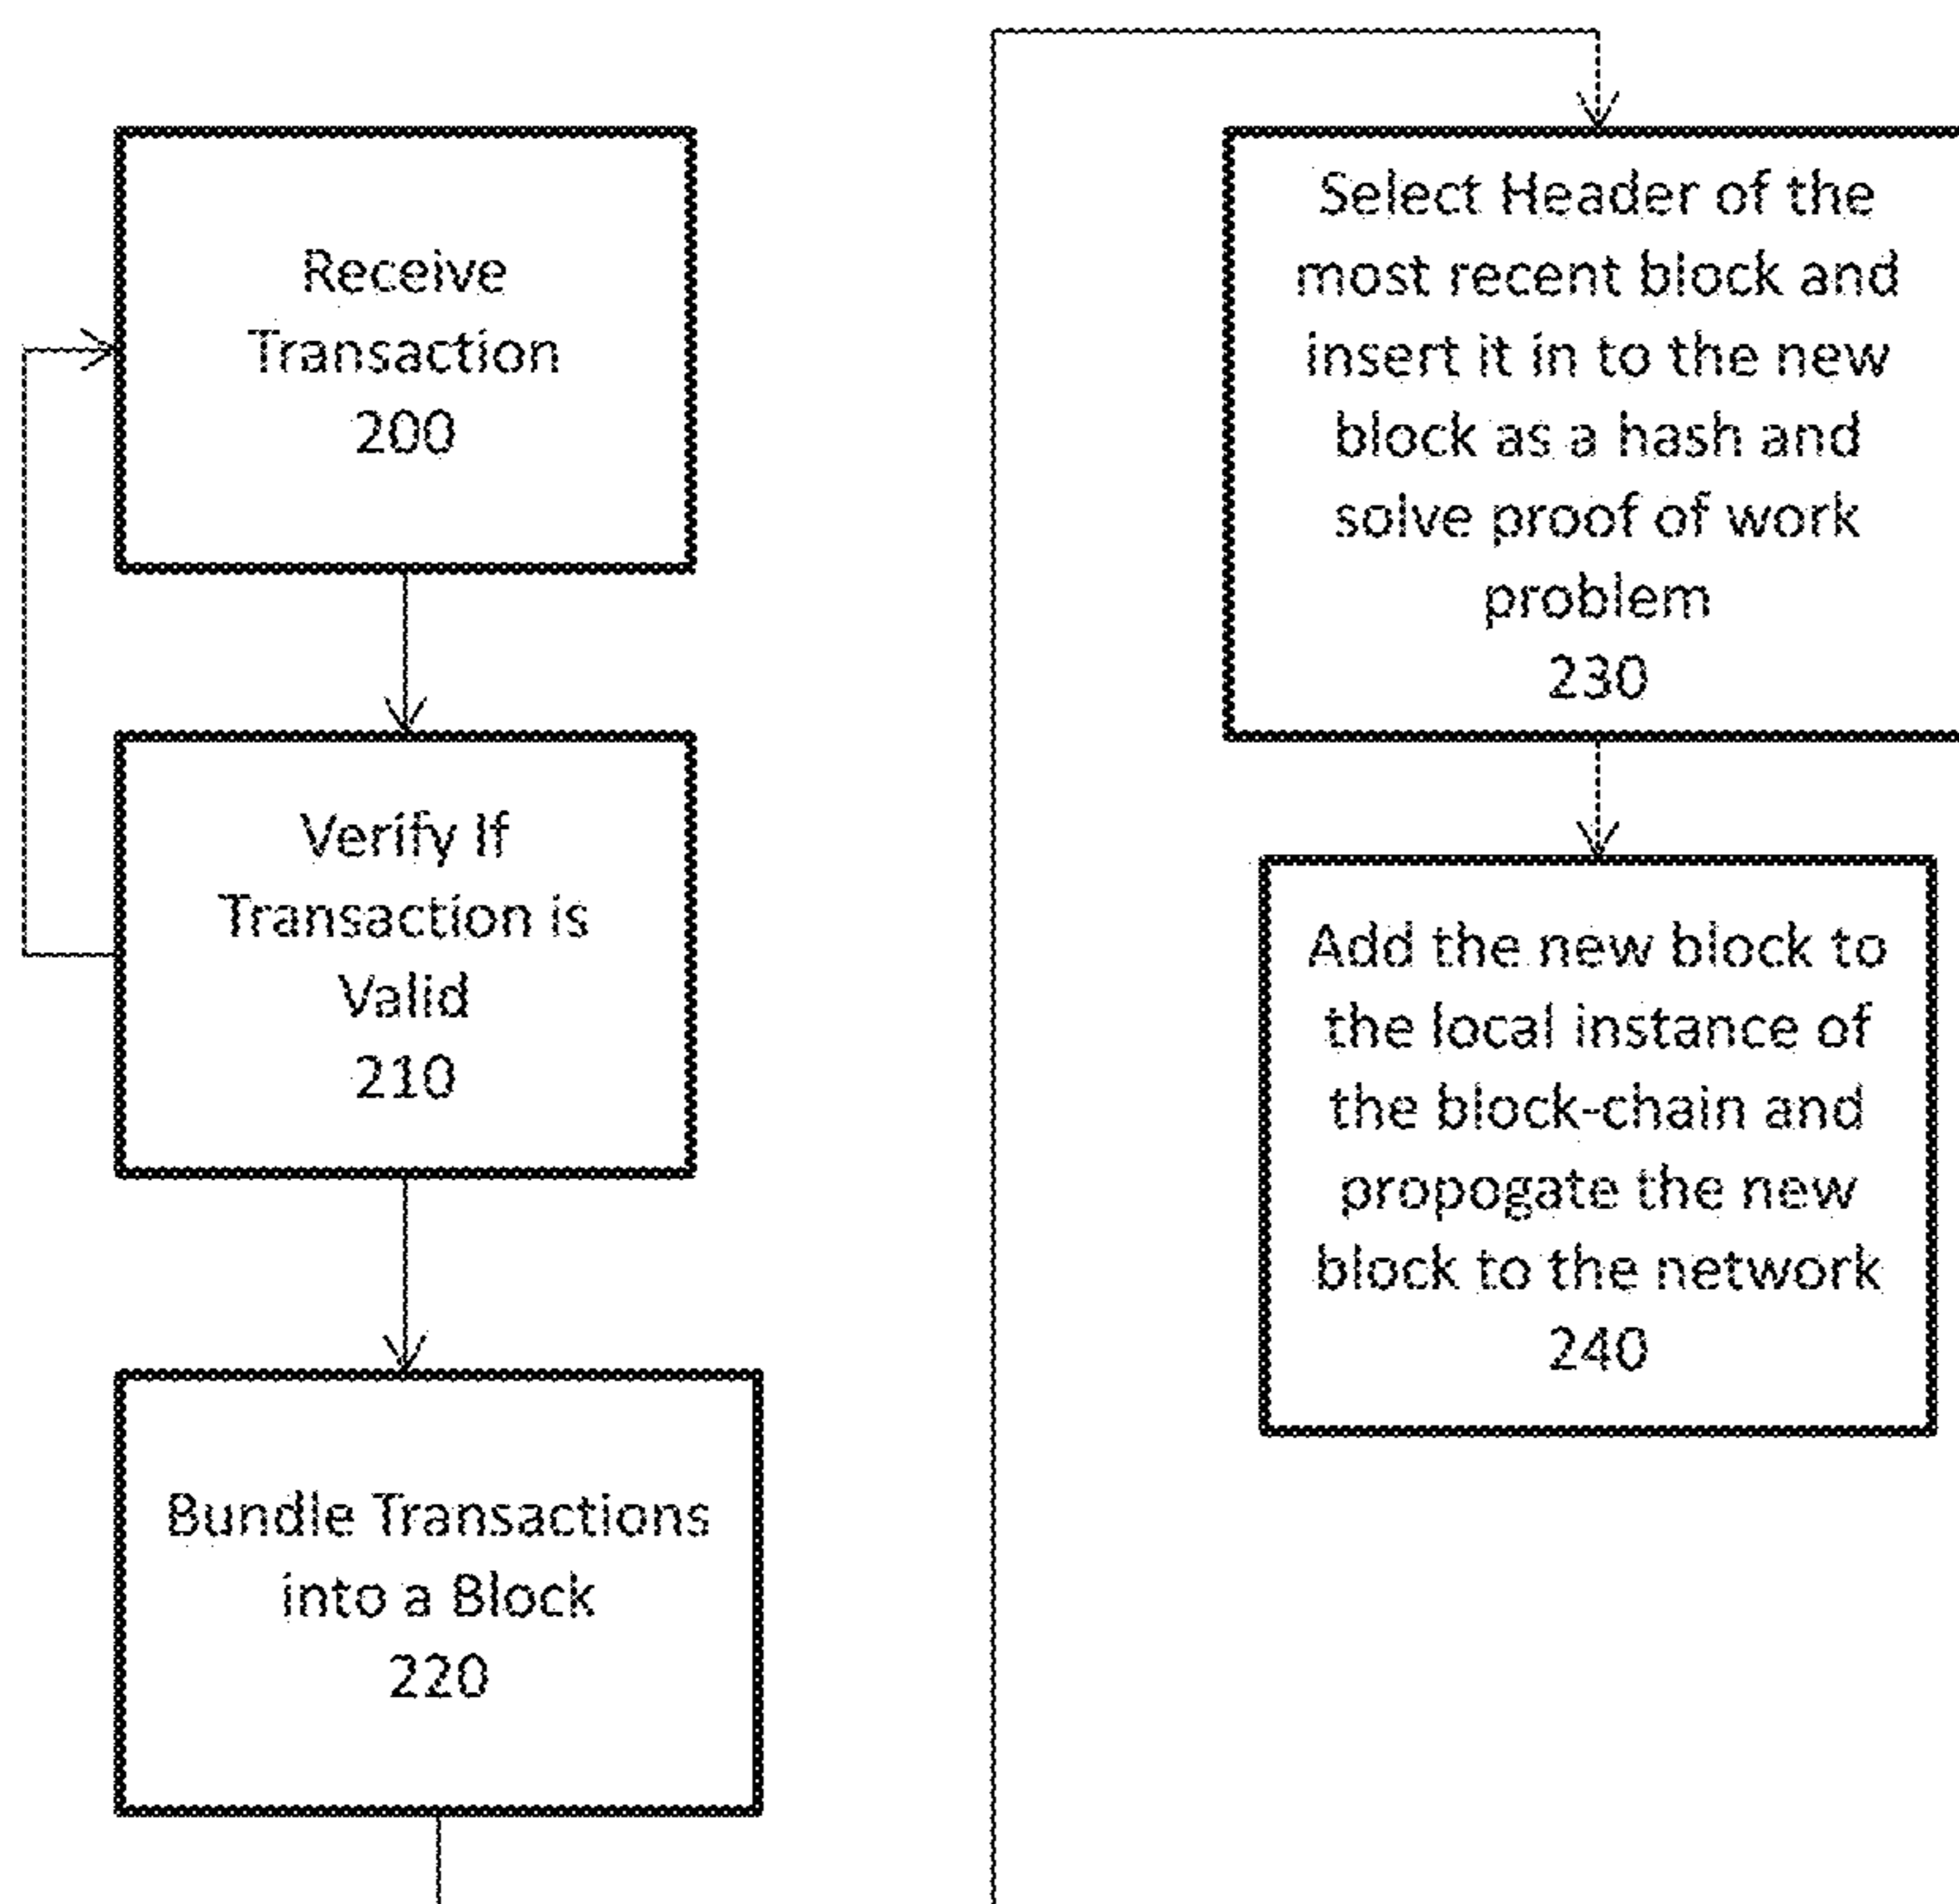 Receive
Transaction
200
Verify If
Transaction is
Valid
210
Bundle Transactions
into a Block
220
Select Header of the
most recent block and
insert it in to the new
block as a hash and
solve proof of work
problem
230
Add the new block to
the local instance of
the block-chain and
propogate the new
block to the network
240